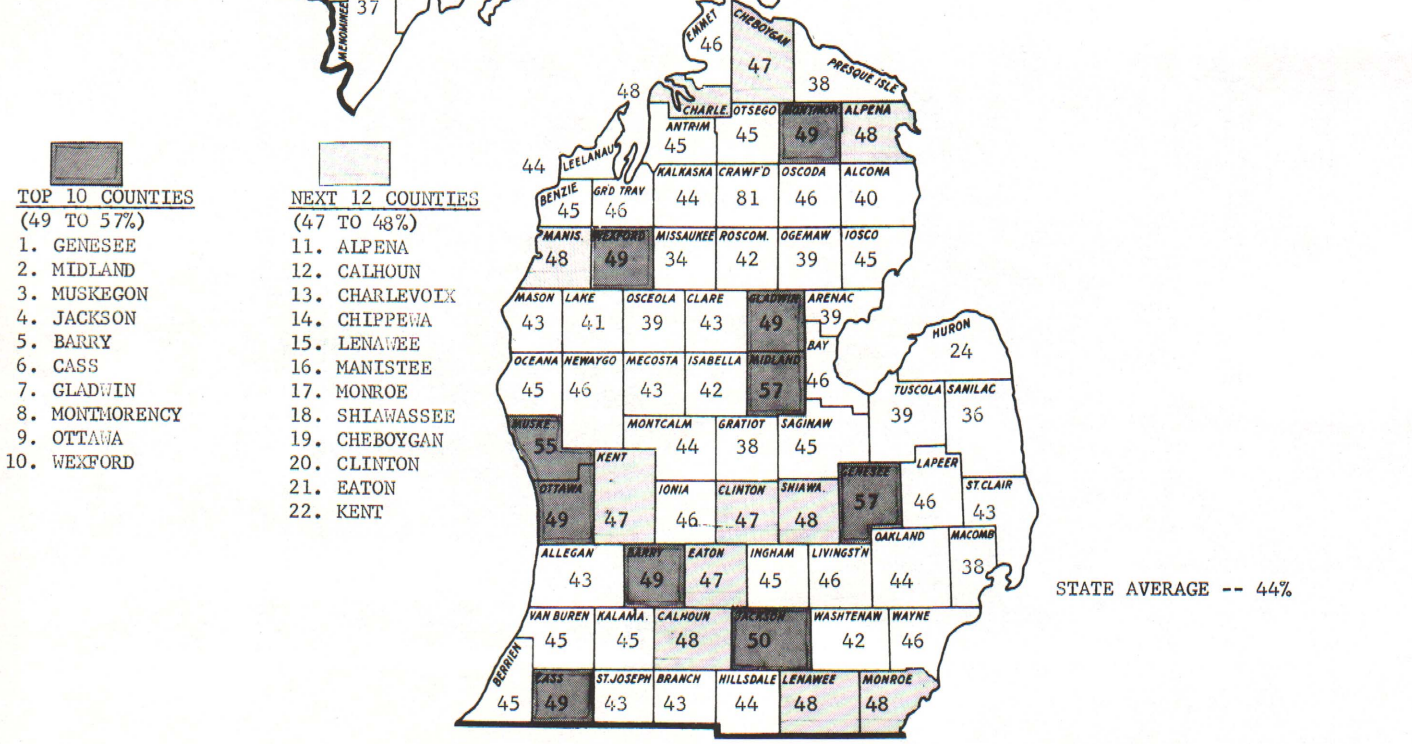 MENOMINEE
37
EMMET
46
CHEBOYGAN
47
PRESQUE ISLE
38
48
CHARLE.
OTSEGO
45
MONTMOR
49
ALPENA
48
ANTRIM
45
44
LEELANAU
KALKASKA
44
CRAWF'D
81
OSCODA
46
ALCONA
40
BENZIE
45
GR'D TRAV
46
MANIS.
48
WEXFORD
49
MISSAUKEE
34
ROSCOM.
42
OGEMAW
39
IOSCO
45
MASON
43
LAKE
41
OSCEOLA
39
CLARE
43
GLADWIN
49
ARENAC
39
HURON
24
OCEANA
45
NEWAYGO
46
MECOSTA
43
ISABELLA
42
MIDLAND
57
BAY
46
TUSCOLA
39
SANILAC
36
MUSKE
55
MONTCALM
44
GRATIOT
38
SAGINAW
45
KENT
47
OTTAWA
49
IONIA
46
CLINTON
47
SHIAWA.
48
GENESEE
57
LAPEER
46
ST.CLAIR
43
ALLEGAN
43
BARRY
49
EATON
47
INGHAM
45
LIVINGST'N
46
OAKLAND
44
MACOMB
38
VAN BUREN
45
KALAMA.
45
CALHOUN
48
JACKSON
50
WASHTENAW
42
WAYNE
46
BERRIEN
45
CASS
49
ST.JOSEPH
43
BRANCH
43
HILLSDALE
44
LENAWEE
48
MONROE
48
TOP 10 COUNTIES
(49 TO 57%)
1. GENESEE
2. MIDLAND
3. MUSKEGON
4. JACKSON
5. BARRY
6. CASS
7. GLADWIN
8. MONTMORENCY
9. OTTAWA
10. WEXFORD
NEXT 12 COUNTIES
(47 TO 48%)
11. ALPENA
12. CALHOUN
13. CHARLEVOIX
14. CHIPPEWA
15. LENAWEE
16. MANISTEE
17. MONROE
18. SHIAWASSEE
19. CHEBOYGAN
20. CLINTON
21. EATON
22. KENT
STATE AVERAGE -- 44%